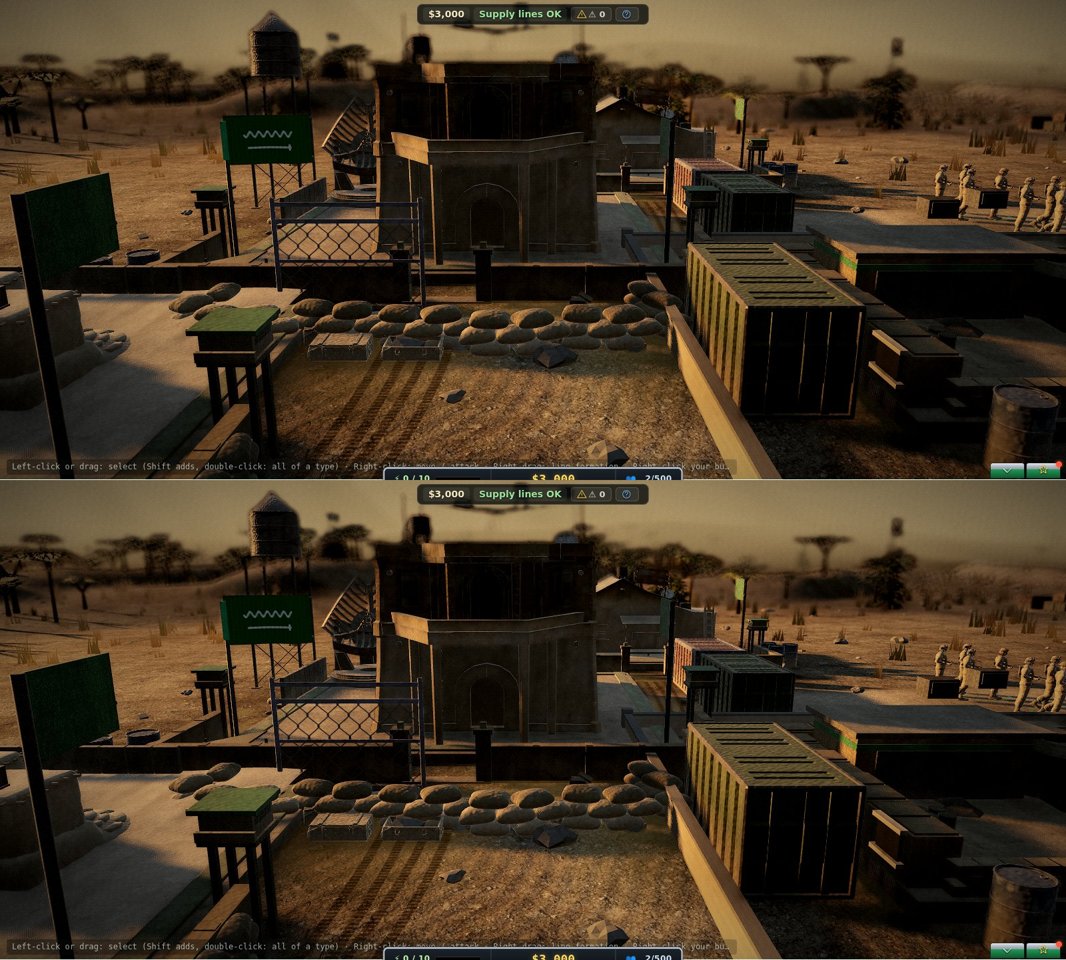 $3,000 Supply lines OK ⚠ ⚠ 0 ?
Left-click or drag: select (Shift adds, double-click: all of a type) · Right-click: move / attack · Right-drag: line formation · Right-click your bu…
⚡ 0 / 10 $3,000 2/500
$3,000 Supply lines OK ⚠ ⚠ 0 ?
Left-click or drag: select (Shift adds, double-click: all of a type) · Right-click: move / attack · Right-drag: line formation · Right-click your bu…
⚡ 0 / 10 $3,000 2/500